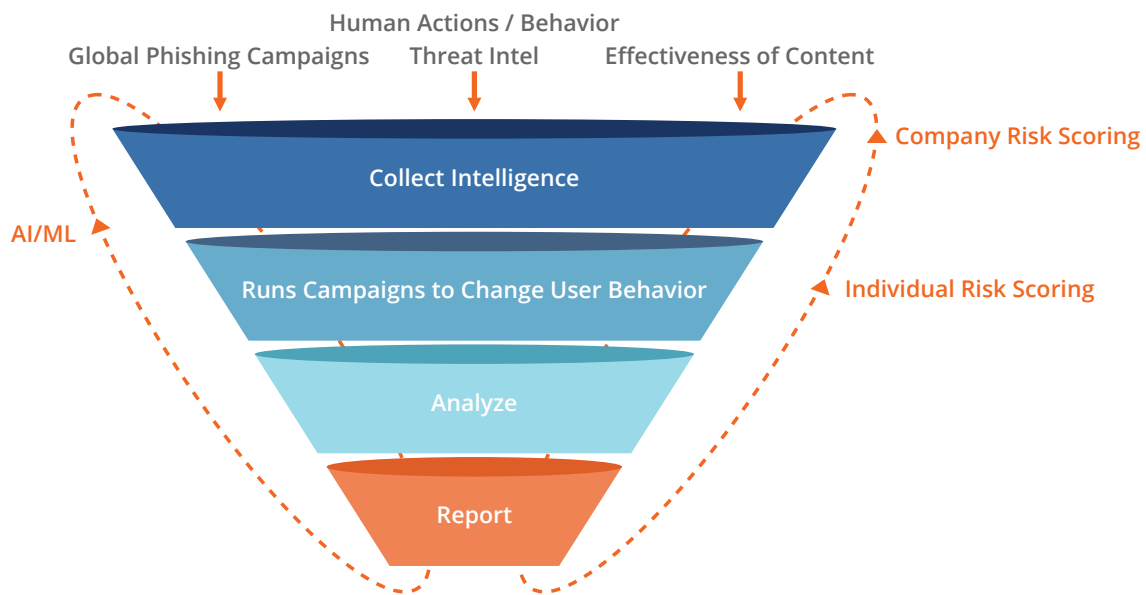 Human Actions / Behavior
Global Phishing Campaigns
Threat Intel
Effectiveness of Content
Company Risk Scoring
Collect Intelligence
AI/ML
Runs Campaigns to Change User Behavior
Individual Risk Scoring
Analyze
Report